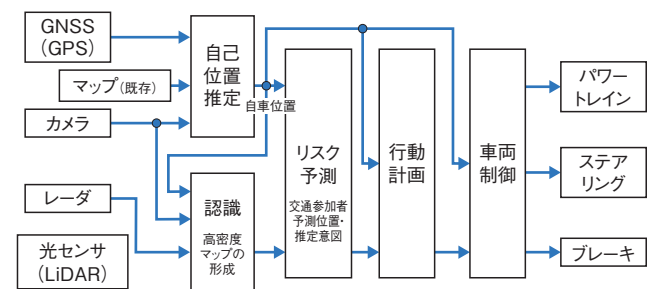 GNSS
(GPS)
マップ(既存)
カメラ
レーダ
光センサ
(LiDAR)
自己
位置
推定
自車位置
認識
高密度
マップの
形成
リスク
予測
交通参加者
予測位置・
推定意図
行動
計画
車両
制御
パワー
トレイン
ステア
リング
ブレーキ